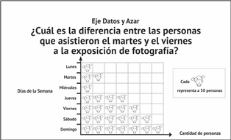 Eje Datos y Azar
¿Cuál es la diferencia entre las personas
que asistieron el martes y el viernes
a la exposición de fotografía?
Lunes
Martes
Miércoles
Jueves
Viernes
Sábado
Domingo
Días de la Semana
Cada
representa a 50 personas
Cantidad de personas